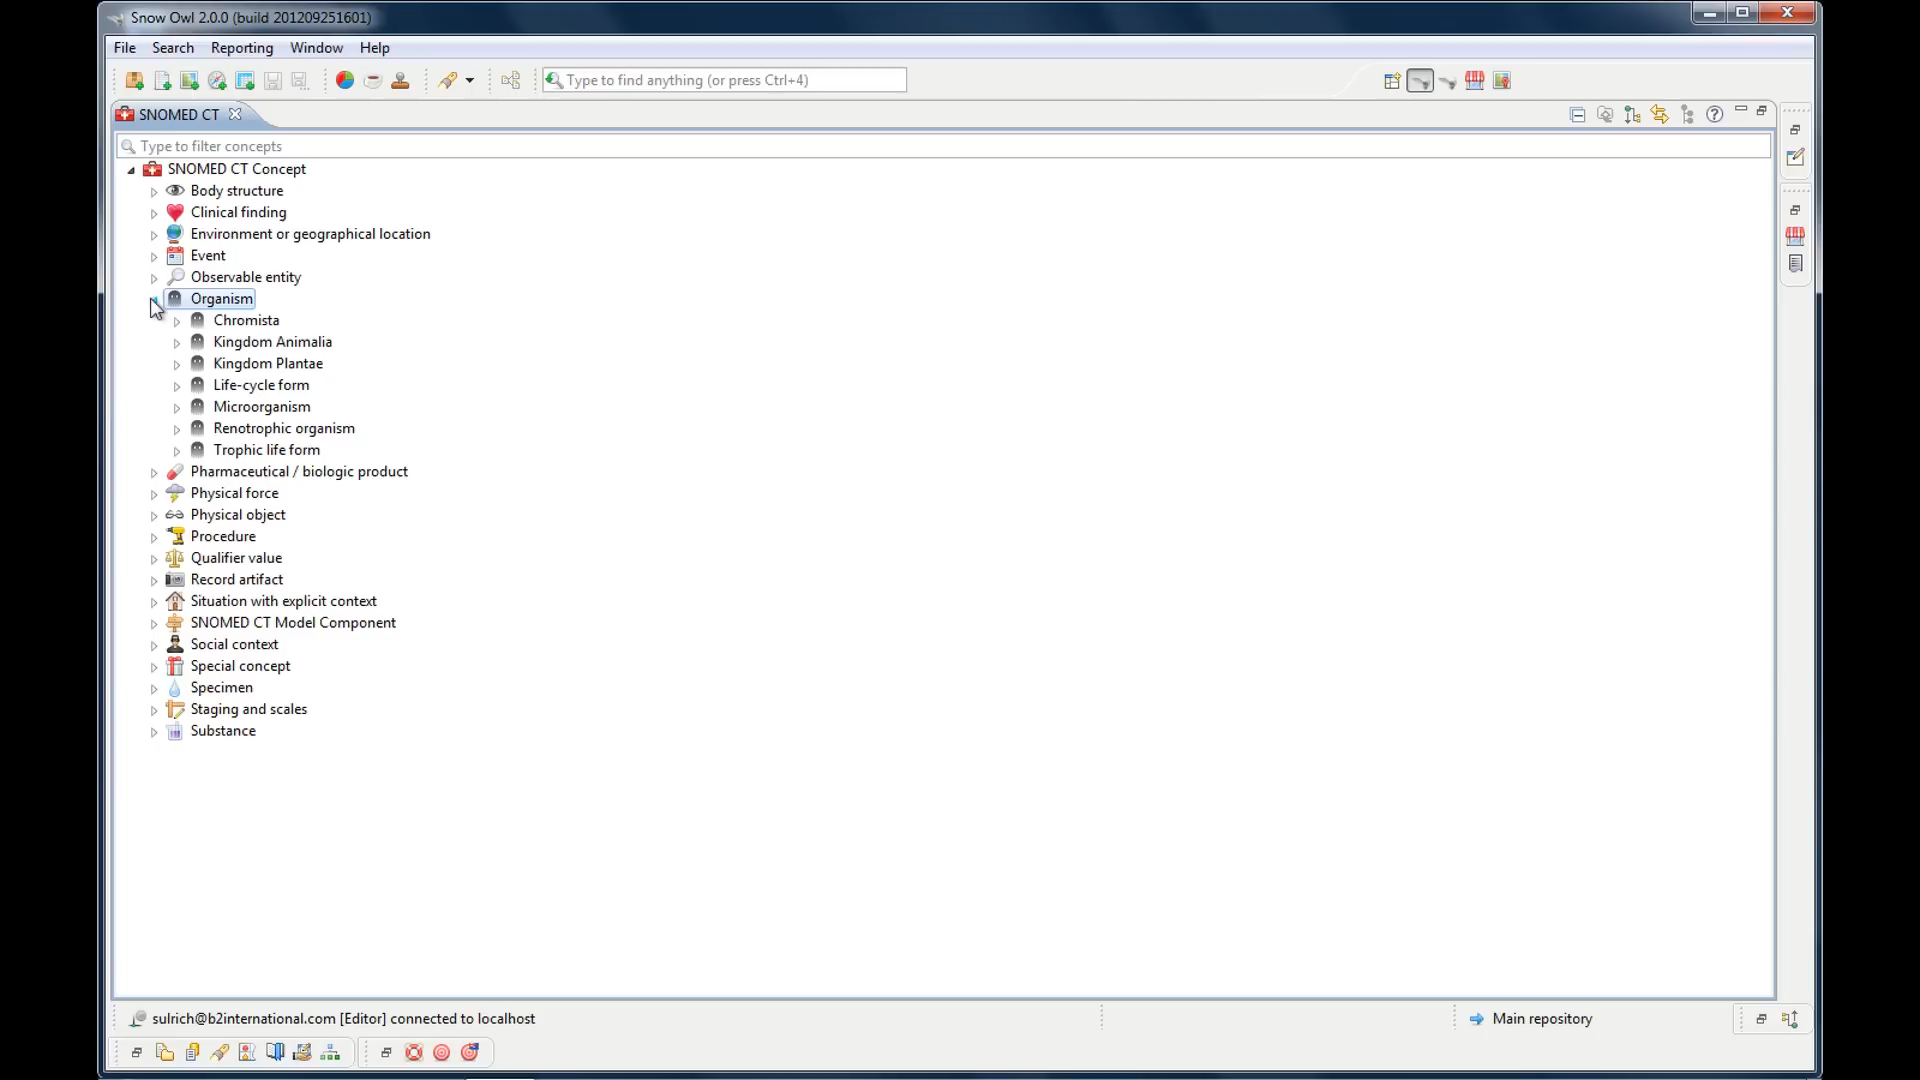 Snow Owl 2.0.0 (build 201209251601)
File Search Reporting Window Help
Type to find anything (or press Ctrl+4)
SNOMED CT
Type to filter concepts
SNOMED CT Concept
Body structure
Clinical finding
Environment or geographical location
Event
Observable entity
Organism
Chromista
Kingdom Animalia
Kingdom Plantae
Life-cycle form
Microorganism
Renotrophic organism
Trophic life form
Pharmaceutical / biologic product
Physical force
Physical object
Procedure
Qualifier value
Record artifact
Situation with explicit context
SNOMED CT Model Component
Social context
Special concept
Specimen
Staging and scales
Substance
sulrich@b2international.com [Editor] connected to localhost
Main repository